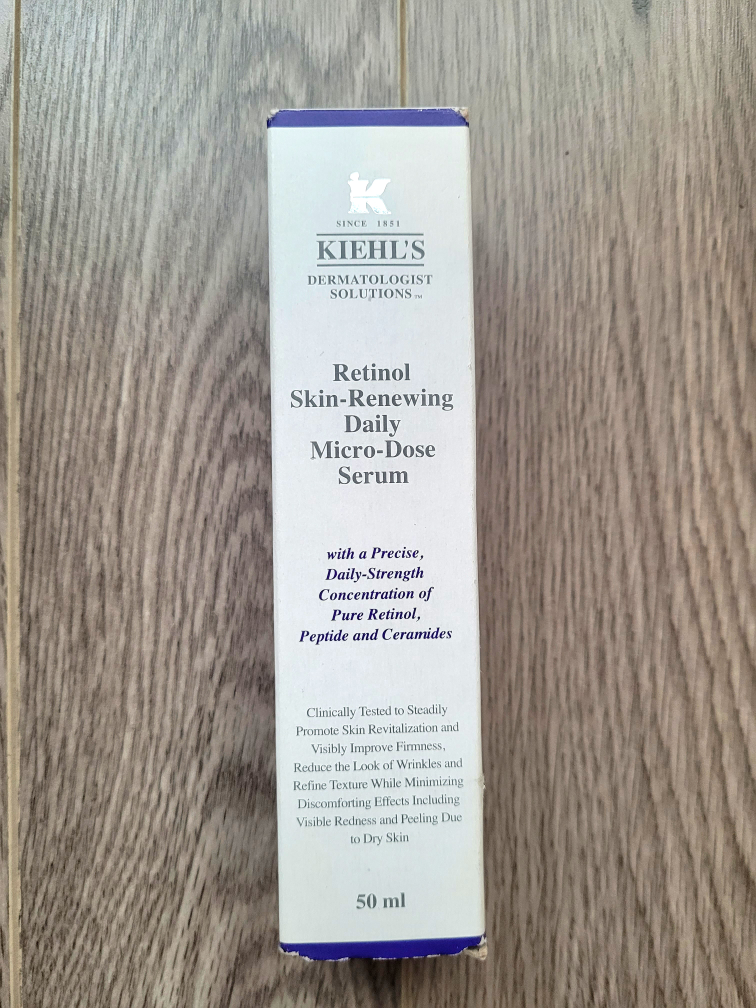 K
SINCE 1851
KIEHL'S
DERMATOLOGIST
SOLUTIONS™
Retinol
Skin-Renewing
Daily
Micro-Dose
Serum
with a Precise,
Daily-Strength
Concentration of
Pure Retinol,
Peptide and Ceramides
Clinically Tested to Steadily
Promote Skin Revitalization and
Visibly Improve Firmness,
Reduce the Look of Wrinkles and
Refine Texture While Minimizing
Discomforting Effects Including
Visible Redness and Peeling Due
to Dry Skin
50 ml